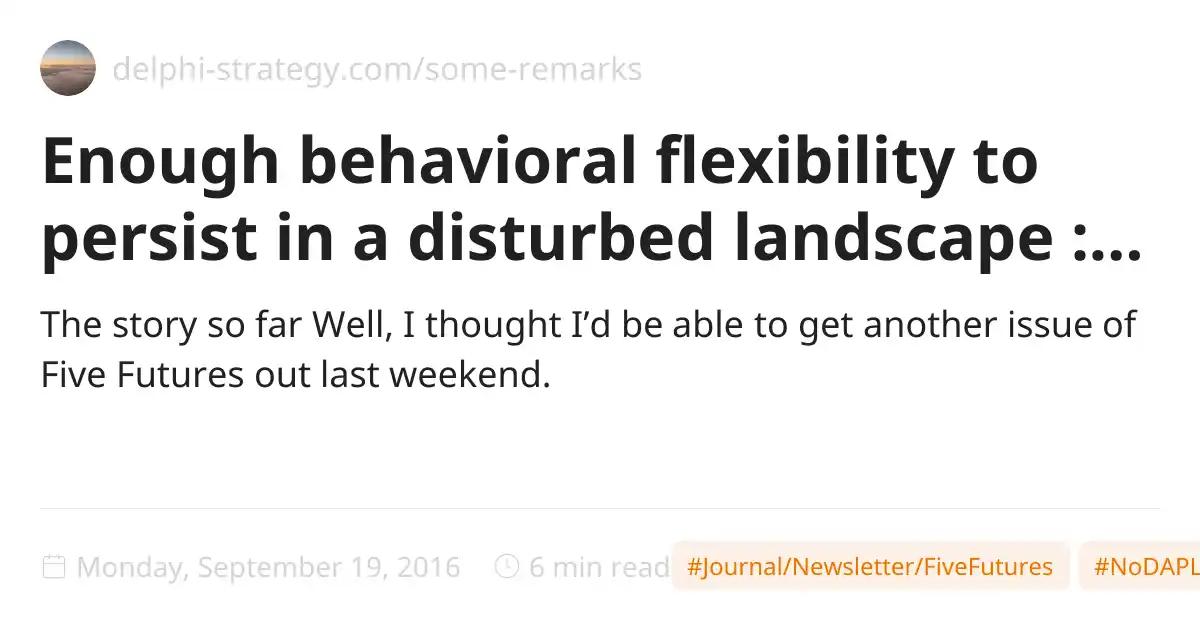 delphi-strategy.com/some-remarks
Enough behavioral flexibility to
persist in a disturbed landscape :...
The story so far Well, I thought I’d be able to get another issue of
Five Futures out last weekend.
Monday, September 19, 2016 6 min read #Journal/Newsletter/FiveFutures #NoDAPL